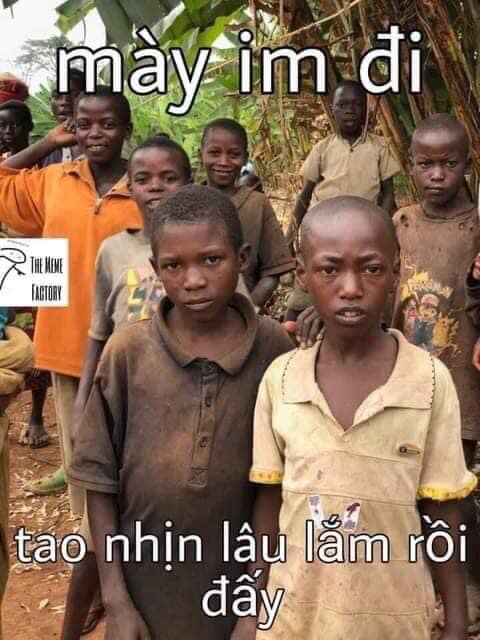 mày im đi
THE MEME
FACTORY
tao nhịn lâu lắm rồi
đấy